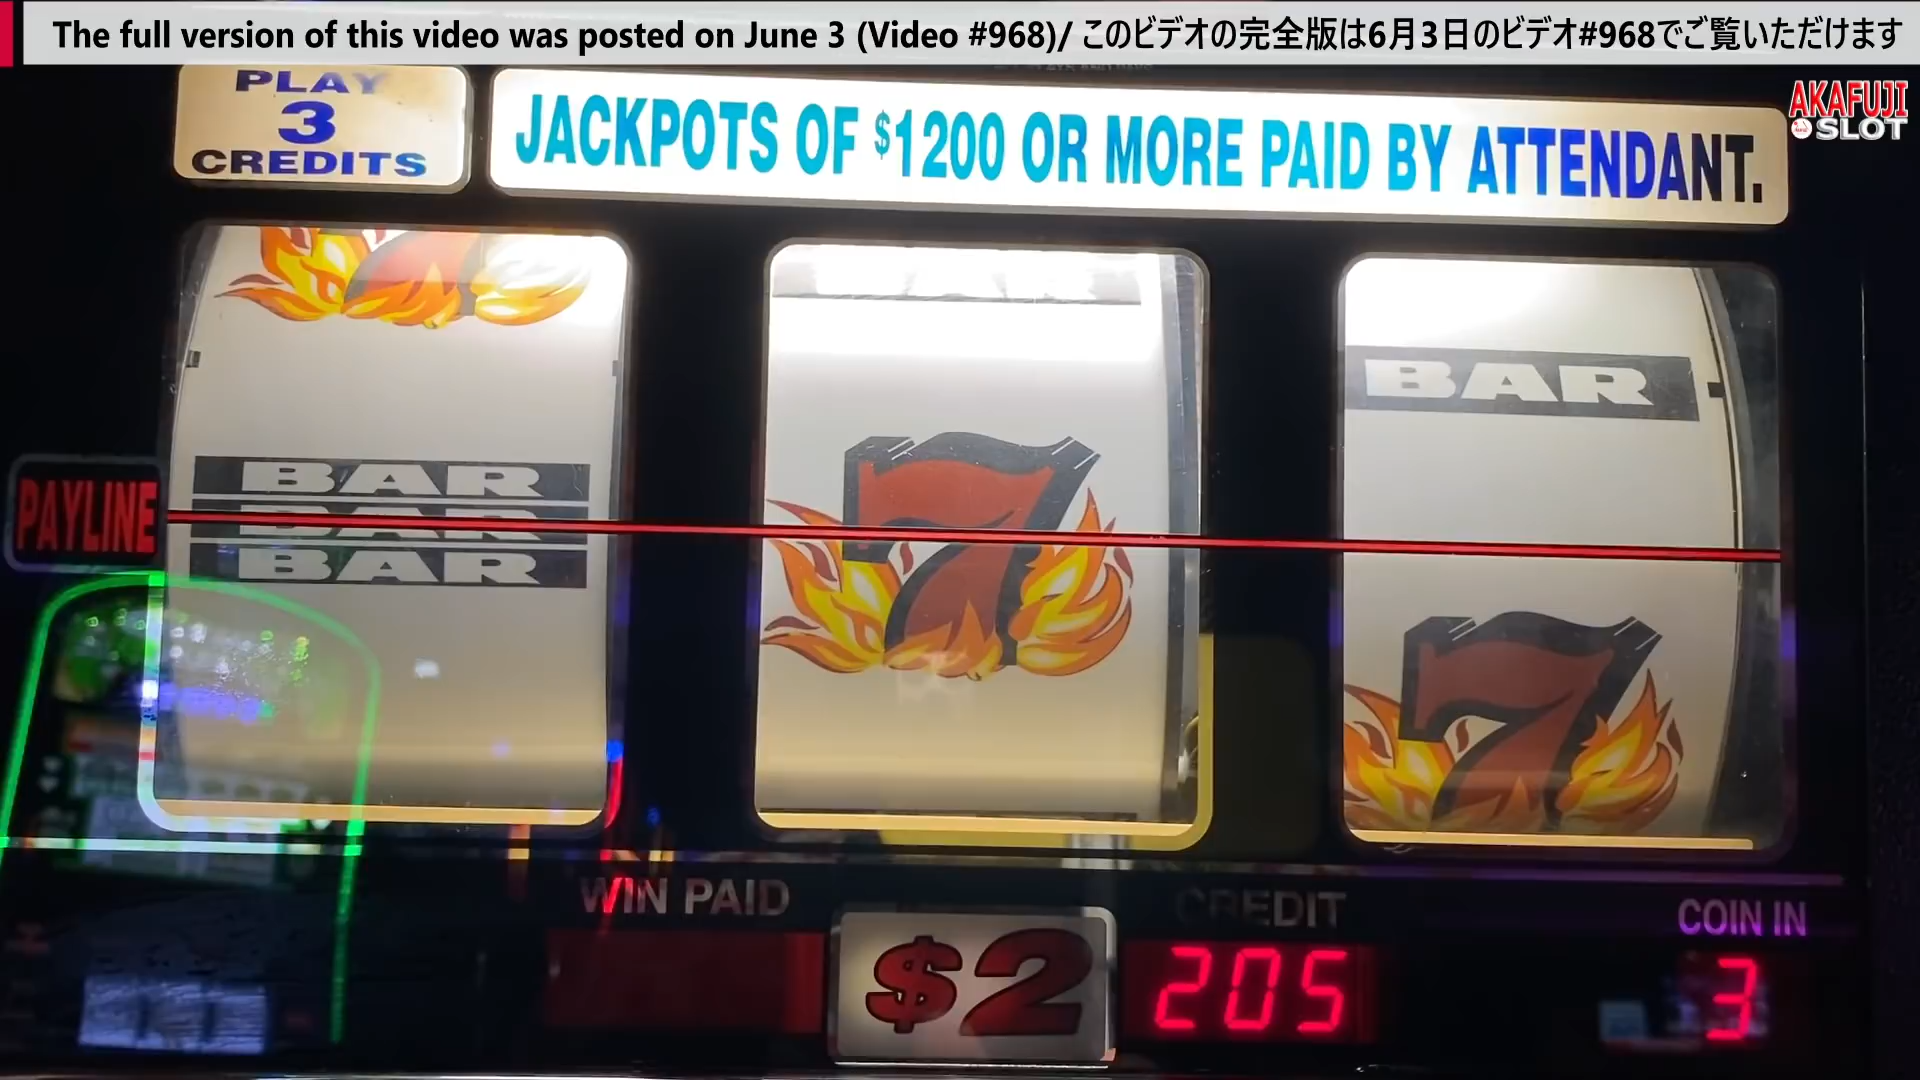 The full version of this video was posted on June 3 (Video #968)/ このビデオの完全版は6月3日のビデオ#968でご覧いただけます
PLAY
3
CREDITS
JACKPOTS OF $1200 OR MORE PAID BY ATTENDANT.
AKAFUJI
SLOT
BAR
7
BAR
BAR
BAR
PAYLINE
7
7
WIN PAID
CREDIT
COIN IN
$2
205
3